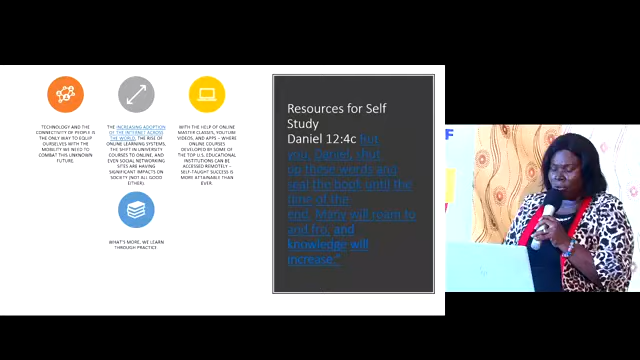 TECHNOLOGY AND THE
CONNECTIVITY OF PEOPLE IS
THE ONLY WAY TO EQUIP
OURSELVES WITH THE
MOBILITY WE NEED TO
COMBAT THIS UNKNOWN
FUTURE.
THE INCREASING ADOPTION
OF THE INTERNET ACROSS
THE WORLD, THE RISE OF
ONLINE LEARNING SYSTEMS,
THE SHIFT IN UNIVERSITY
COURSES TO ONLINE, AND
EVEN SOCIAL NETWORKING
SITES ARE HAVING
SIGNIFICANT IMPACTS ON
SOCIETY (NOT ALL GOOD
EITHER).
WITH THE HELP OF ONLINE
MASTER CLASSES, YOUTUBE
VIDEOS, AND APPS – WHERE
ONLINE COURSES
DEVELOPED BY SOME OF
THE TOP U.S. EDUCATIONAL
INSTITUTIONS CAN BE
ACCESSED REMOTELY –
SELF-TAUGHT SUCCESS IS
MORE ATTAINABLE THAN
EVER.
WHAT'S MORE, WE LEARN
THROUGH PRACTICE
Resources for Self
Study
Daniel 12:4c But
you, Daniel, shut
up these words and
seal the book until the
time of the
end. Many will roam to
and fro, and
knowledge will
increase."
F